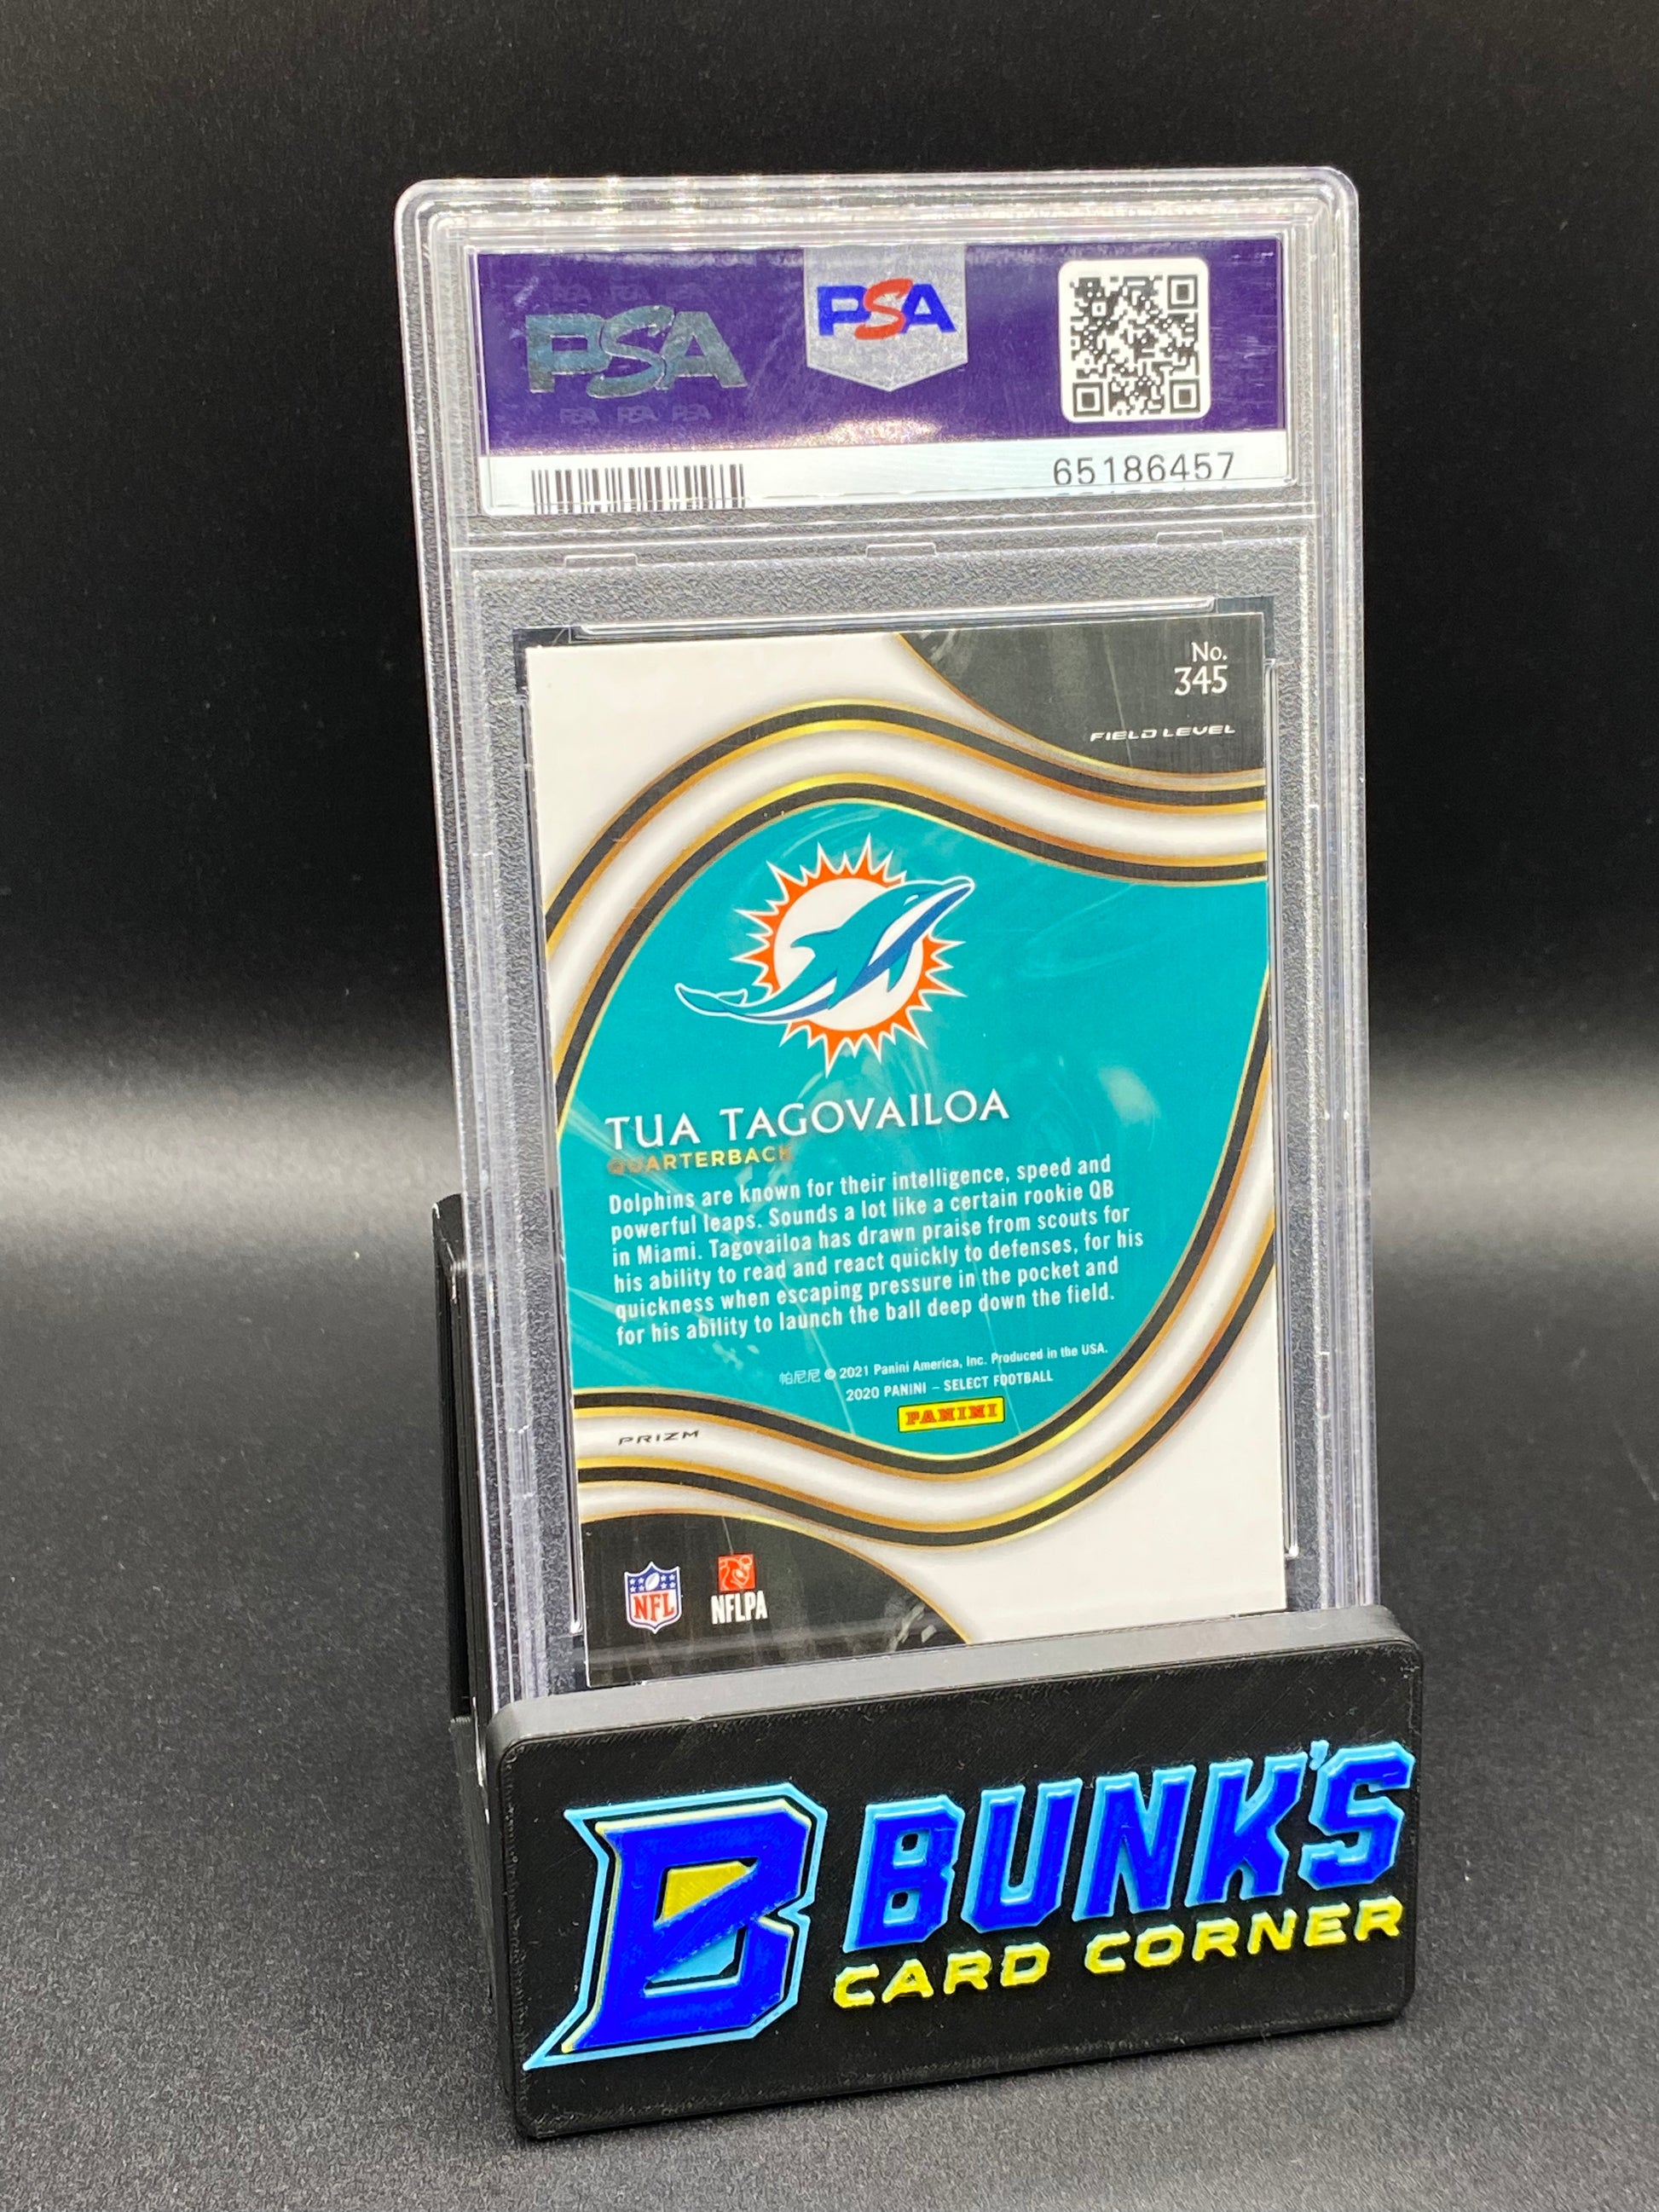 PSA
PSA
65186457
No.
345
FIELD LEVEL
TUA TAGOVAILOA
QUARTERBACK
Dolphins are known for their intelligence, speed and
powerful leaps. Sounds a lot like a certain rookie QB
in Miami. Tagovailoa has drawn praise from scouts for
his ability to read and react quickly to defenses, for his
quickness when escaping pressure in the pocket and
for his ability to launch the ball deep down the field.
帕尼尼 © 2021 Panini America, Inc. Produced in the USA.
2020 PANINI – SELECT FOOTBALL
PANINI
PRIZM
NFL
NFLPA
B
BUNK'S
CARD CORNER